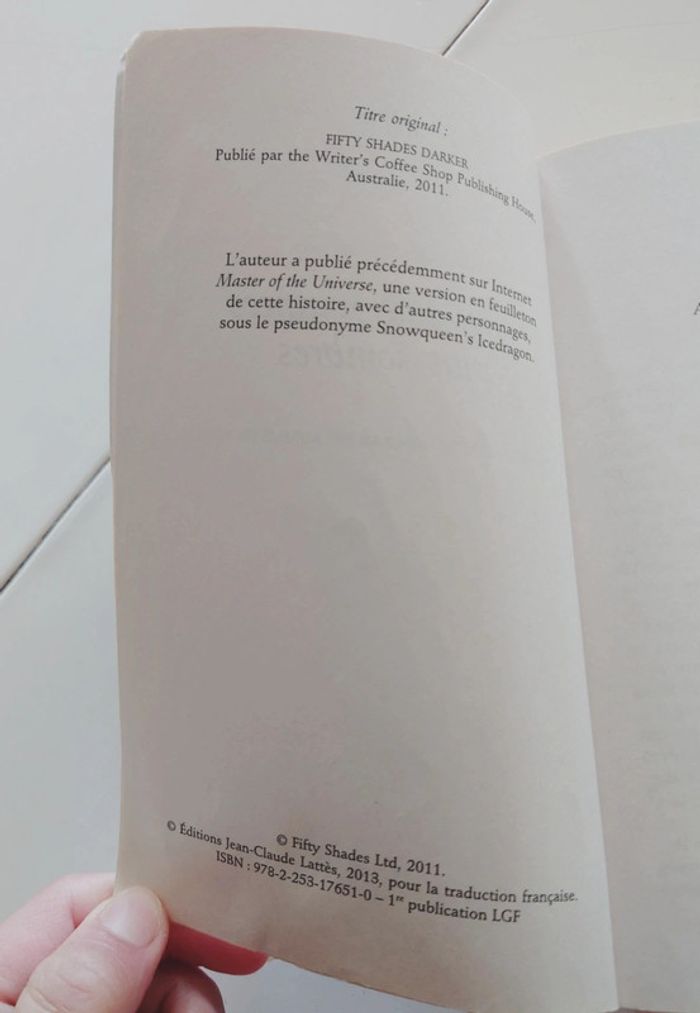 Titre original :
FIFTY SHADES DARKER
Publié par the Writer's Coffee Shop Publishing House,
Australie, 2011.
L'auteur a publié précédemment sur Internet
Master of the Universe, une version en feuilleton
de cette histoire, avec d'autres personnages,
sous le pseudonyme Snowqueen's Icedragon.
© Fifty Shades Ltd, 2011.
© Éditions Jean-Claude Lattès, 2013, pour la traduction française.
ISBN : 978-2-253-17651-0 – 1re publication LGF